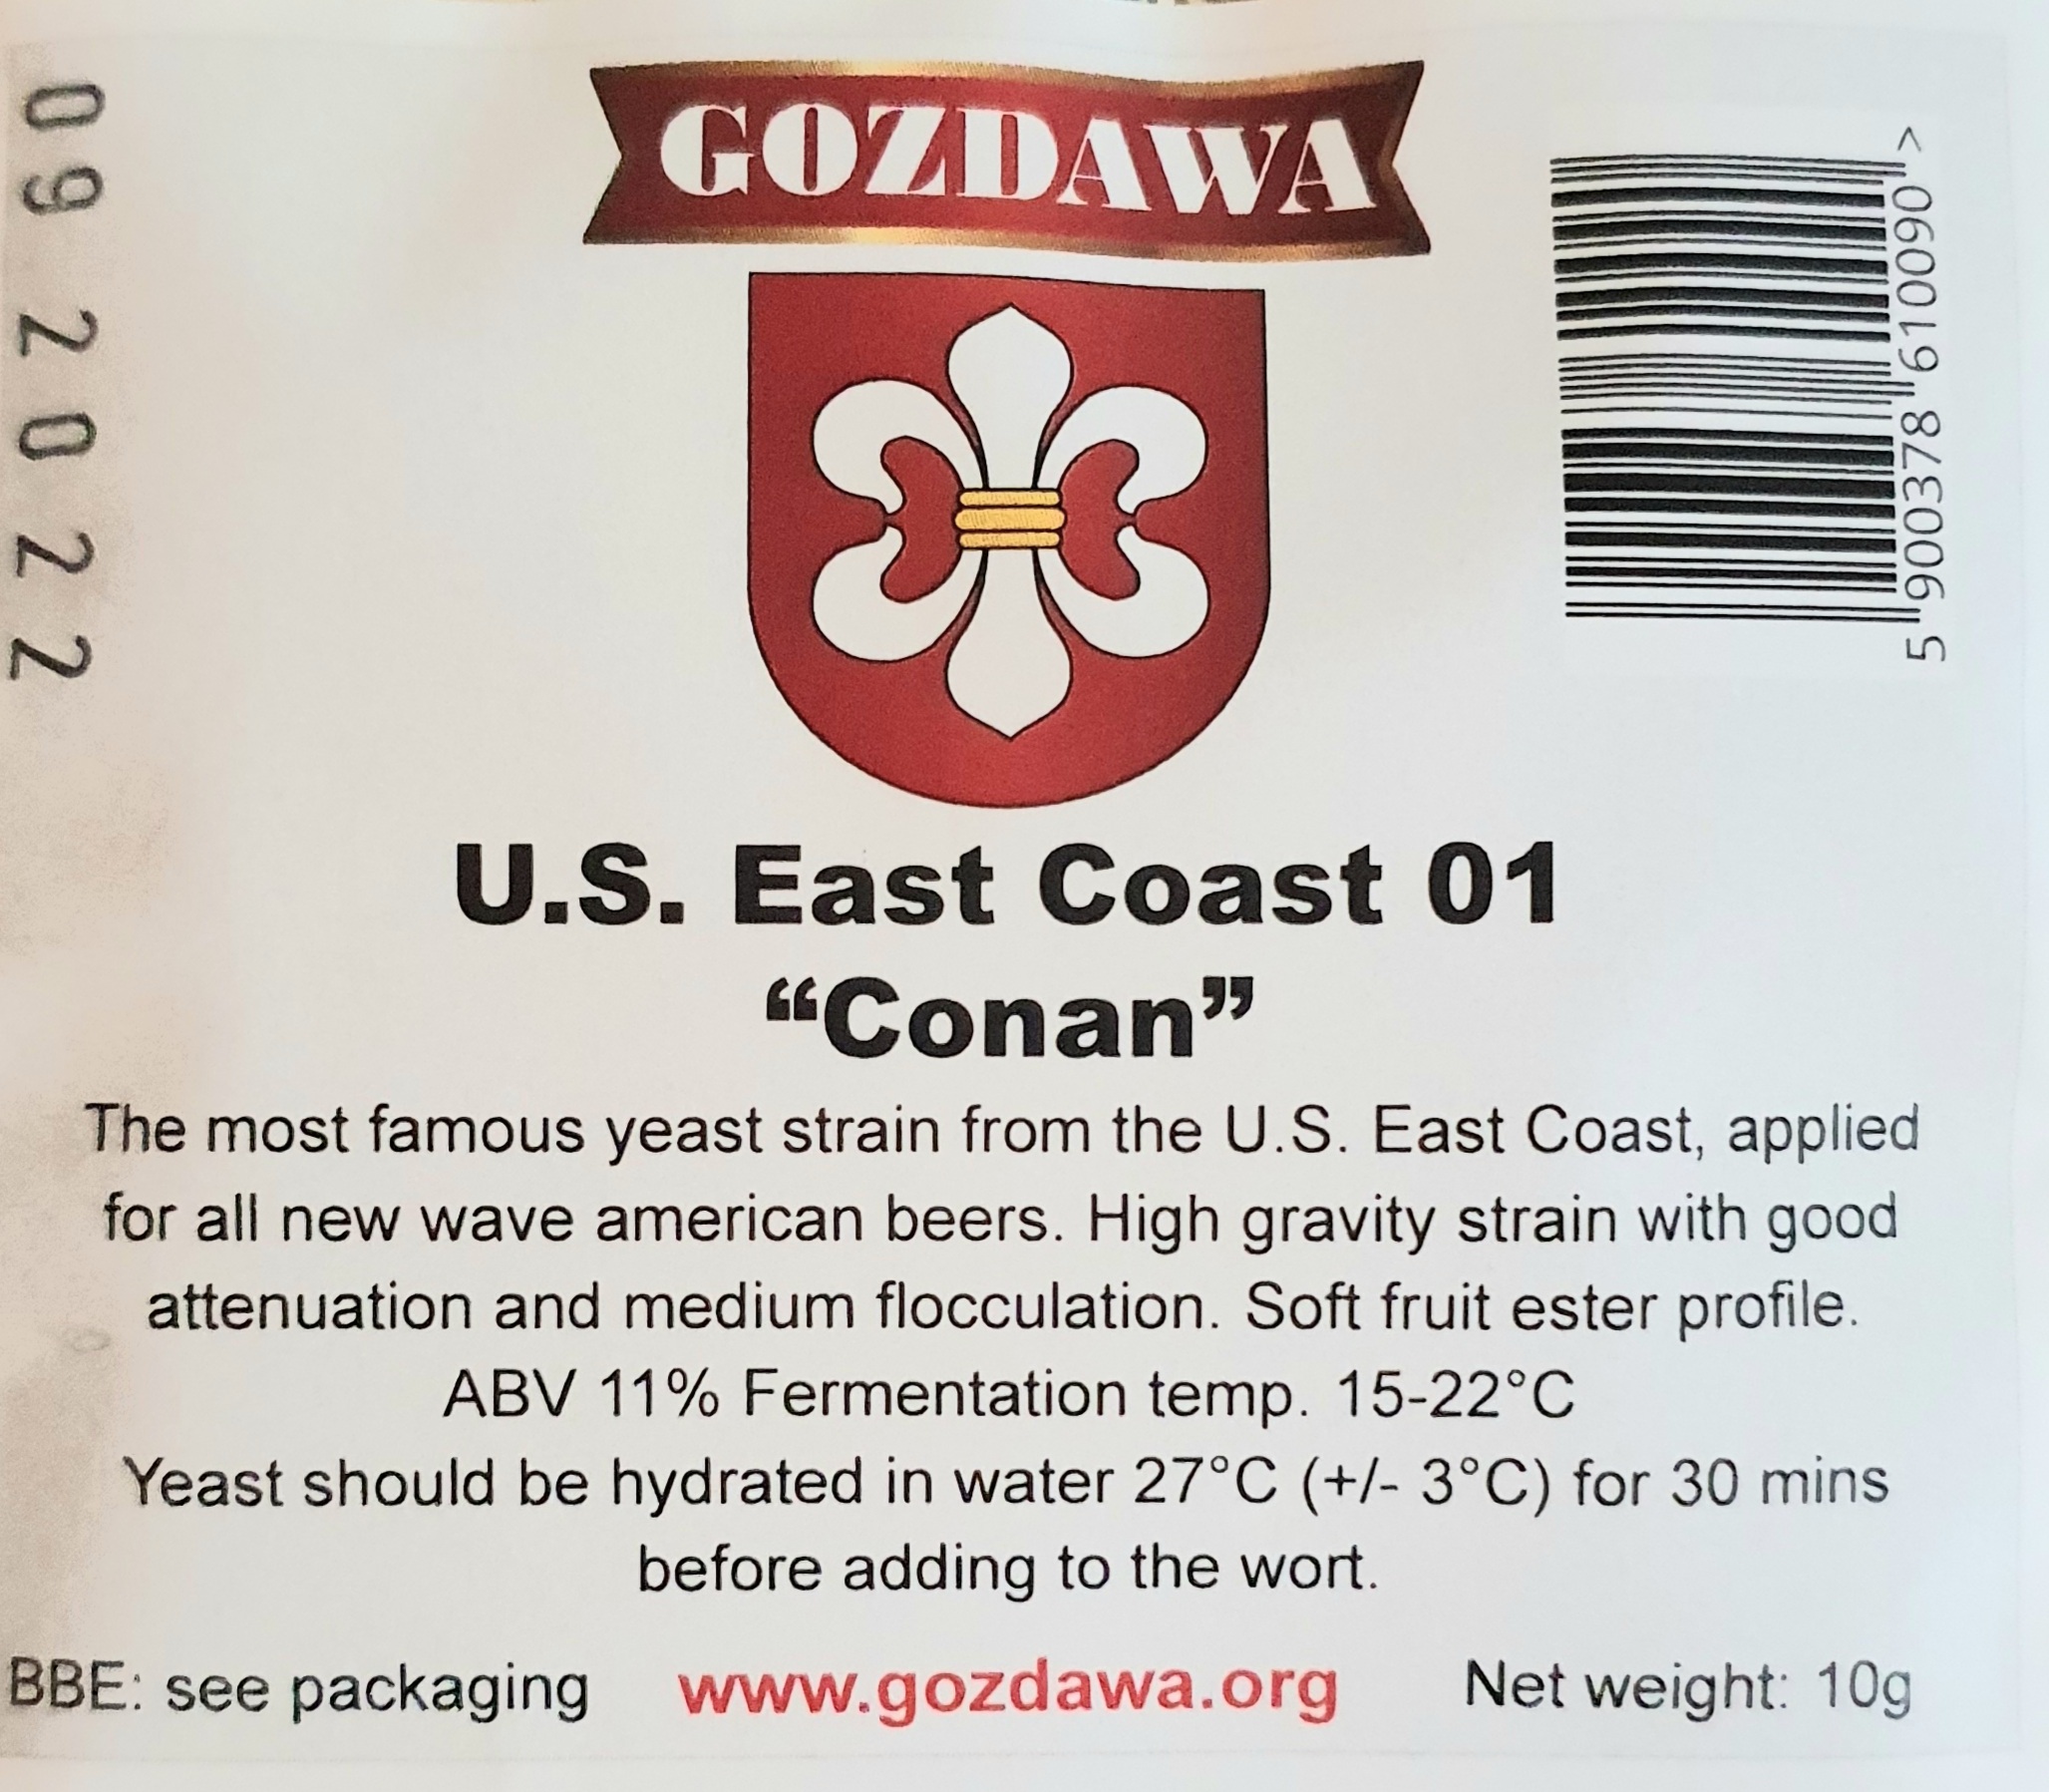 09 2022
GOZDAWA
5 900378 610090 >
U.S. East Coast 01
“Conan”
The most famous yeast strain from the U.S. East Coast, applied
for all new wave american beers. High gravity strain with good
attenuation and medium flocculation. Soft fruit ester profile.
ABV 11% Fermentation temp. 15-22°C
Yeast should be hydrated in water 27°C (+/- 3°C) for 30 mins
before adding to the wort.
BBE: see packaging www.gozdawa.org Net weight: 10g